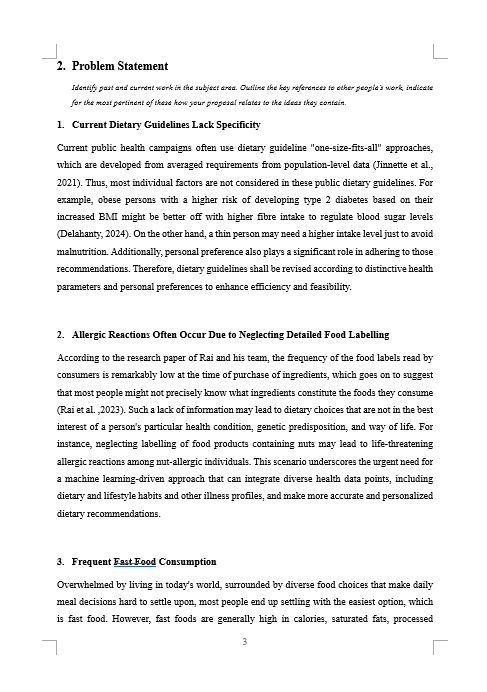 2. Problem Statement
Identify past and current work in the subject area. Outline the key references to other people's work, indicate
for the most pertinent of these how your proposal relates to the ideas they contain.
1. Current Dietary Guidelines Lack Specificity
Current public health campaigns often use dietary guideline "one-size-fits-all" approaches,
which are developed from averaged requirements from population-level data (Jinnette et al.,
2021). Thus, most individual factors are not considered in these public dietary guidelines. For
example, obese persons with a higher risk of developing type 2 diabetes based on their
increased BMI might be better off with higher fibre intake to regulate blood sugar levels
(Delahanty, 2024). On the other hand, a thin person may need a higher intake level just to avoid
malnutrition. Additionally, personal preference also plays a significant role in adhering to those
recommendations. Therefore, dietary guidelines shall be revised according to distinctive health
parameters and personal preferences to enhance efficiency and feasibility.
2. Allergic Reactions Often Occur Due to Neglecting Detailed Food Labelling
According to the research paper of Rai and his team, the frequency of the food labels read by
consumers is remarkably low at the time of purchase of ingredients, which goes on to suggest
that most people might not precisely know what ingredients constitute the foods they consume
(Rai et al. ,2023). Such a lack of information may lead to dietary choices that are not in the best
interest of a person's particular health condition, genetic predisposition, and way of life. For
instance, neglecting labelling of food products containing nuts may lead to life-threatening
allergic reactions among nut-allergic individuals. This scenario underscores the urgent need for
a machine learning-driven approach that can integrate diverse health data points, including
dietary and lifestyle habits and other illness profiles, and make more accurate and personalized
dietary recommendations.
3. Frequent Fast Food Consumption
Overwhelmed by living in today's world, surrounded by diverse food choices that make daily
meal decisions hard to settle upon, most people end up settling with the easiest option, which
is fast food. However, fast foods are generally high in calories, saturated fats, processed
3